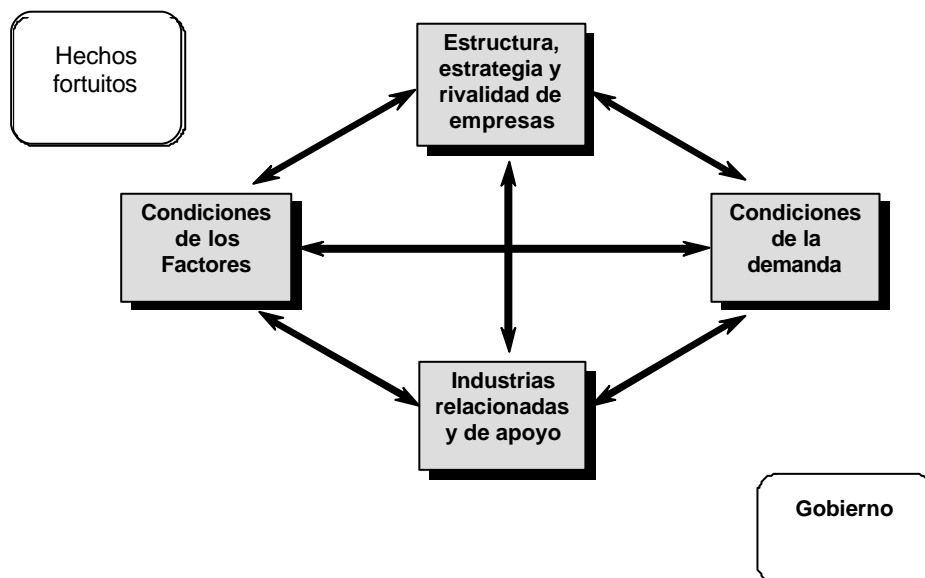 Hechos
fortuitos
Estructura,
estrategia y
rivalidad de
empresas
Condiciones
de los
Factores
Condiciones
de la
demanda
Industrias
relacionadas
y de apoyo
Gobierno